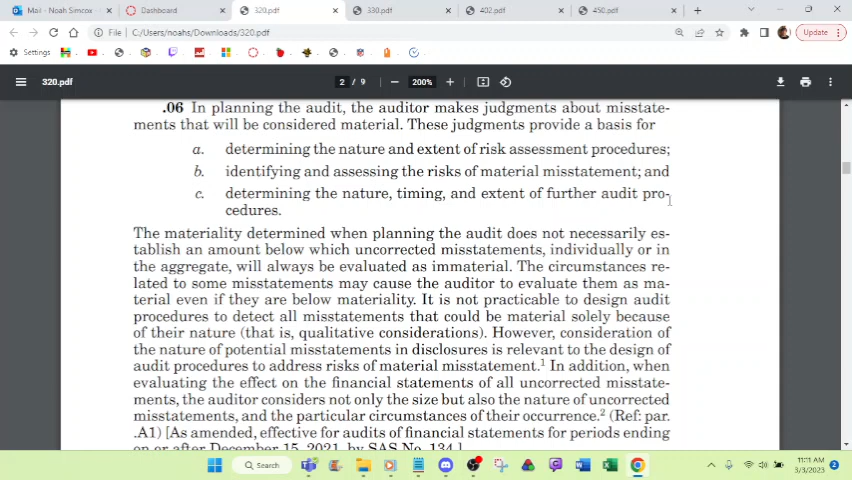 Mail - Noah Simcox
Dashboard
320.pdf
330.pdf
402.pdf
450.pdf
File
C:/Users/noahs/Downloads/320.pdf
Update
Settings
320.pdf
2 / 9
200%
.06 In planning the audit, the auditor makes judgments about misstate-
ments that will be considered material. These judgments provide a basis for
a. determining the nature and extent of risk assessment procedures;
b. identifying and assessing the risks of material misstatement; and
c. determining the nature, timing, and extent of further audit pro-
cedures.
The materiality determined when planning the audit does not necessarily es-
tablish an amount below which uncorrected misstatements, individually or in
the aggregate, will always be evaluated as immaterial. The circumstances re-
lated to some misstatements may cause the auditor to evaluate them as ma-
terial even if they are below materiality. It is not practicable to design audit
procedures to detect all misstatements that could be material solely because
of their nature (that is, qualitative considerations). However, consideration of
the nature of potential misstatements in disclosures is relevant to the design of
audit procedures to address risks of material misstatement.1 In addition, when
evaluating the effect on the financial statements of all uncorrected misstate-
ments, the auditor considers not only the size but also the nature of uncorrected
misstatements, and the particular circumstances of their occurrence.2 (Ref: par.
.A1) [As amended, effective for audits of financial statements for periods ending
on or after December 15, 2021, by SAS No. 134.]
Search
11:11 AM
3/3/2023